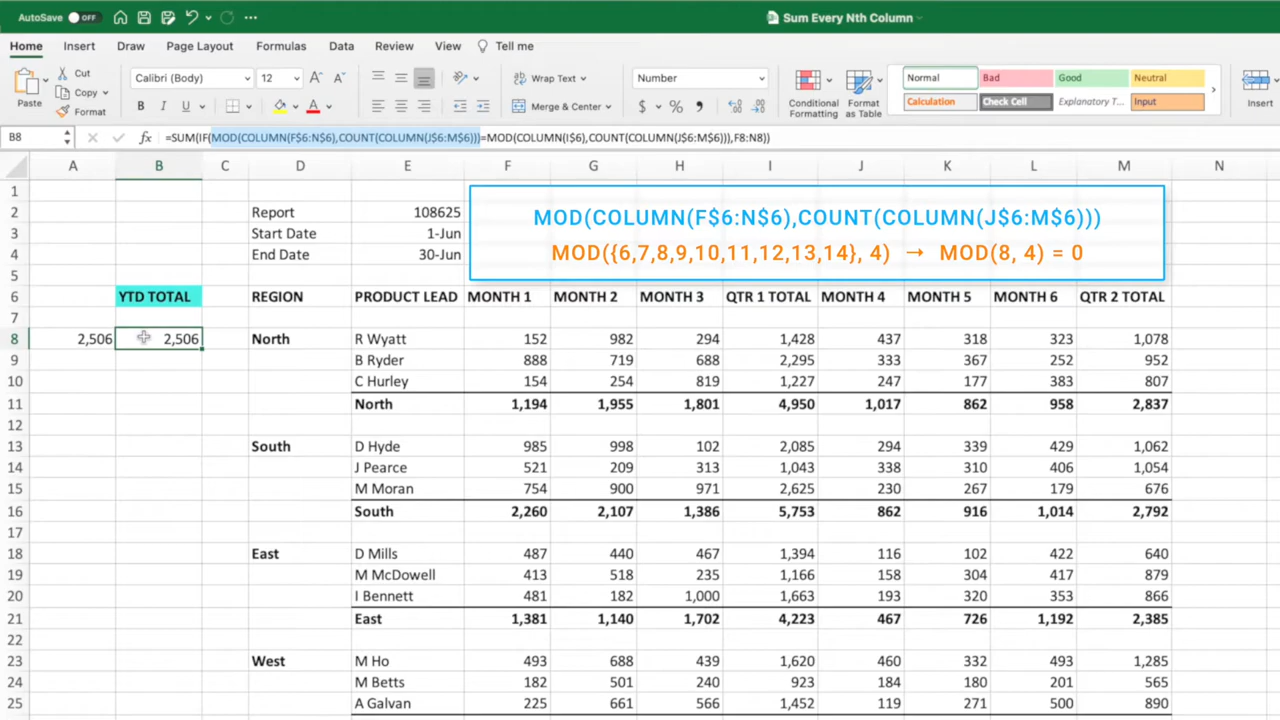 AutoSave OFF
Sum Every Nth Column
Home Insert Draw Page Layout Formulas Data Review View Tell me
Paste
Cut
Copy
Format
Calibri (Body) 12
A A
B I U A
Wrap Text
Merge & Center
Number
$ %
Conditional Formatting
Format as Table
Normal Bad Good Neutral
Calculation Check Cell Explanatory T... Input
Insert
B8 fx =SUM(IF(MOD(COLUMN(F$6:N$6),COUNT(COLUMN(J$6:M$6)))=MOD(COLUMN(I$6),COUNT(COLUMN(J$6:M$6))),F8:N8))
A B C D E F G H I J K L M N
1
2 Report 108625
3 Start Date 1-Jun
4 End Date 30-Jun
MOD(COLUMN(F$6:N$6),COUNT(COLUMN(J$6:M$6)))
MOD({6,7,8,9,10,11,12,13,14}, 4) → MOD(8, 4) = 0
5
6 YTD TOTAL REGION PRODUCT LEAD MONTH 1 MONTH 2 MONTH 3 QTR 1 TOTAL MONTH 4 MONTH 5 MONTH 6 QTR 2 TOTAL
7
8 2,506 2,506 North R Wyatt 152 982 294 1,428 437 318 323 1,078
9 B Ryder 888 719 688 2,295 333 367 252 952
10 C Hurley 154 254 819 1,227 247 177 383 807
11 North 1,194 1,955 1,801 4,950 1,017 862 958 2,837
12
13 South D Hyde 985 998 102 2,085 294 339 429 1,062
14 J Pearce 521 209 313 1,043 338 310 406 1,054
15 M Moran 754 900 971 2,625 230 267 179 676
16 South 2,260 2,107 1,386 5,753 862 916 1,014 2,792
17
18 East D Mills 487 440 467 1,394 116 102 422 640
19 M McDowell 413 518 235 1,166 158 304 417 879
20 I Bennett 481 182 1,000 1,663 193 320 353 866
21 East 1,381 1,140 1,702 4,223 467 726 1,192 2,385
22
23 West M Ho 493 688 439 1,620 460 332 493 1,285
24 M Betts 182 501 240 923 184 180 201 565
25 A Galvan 225 661 566 1,452 119 271 500 890